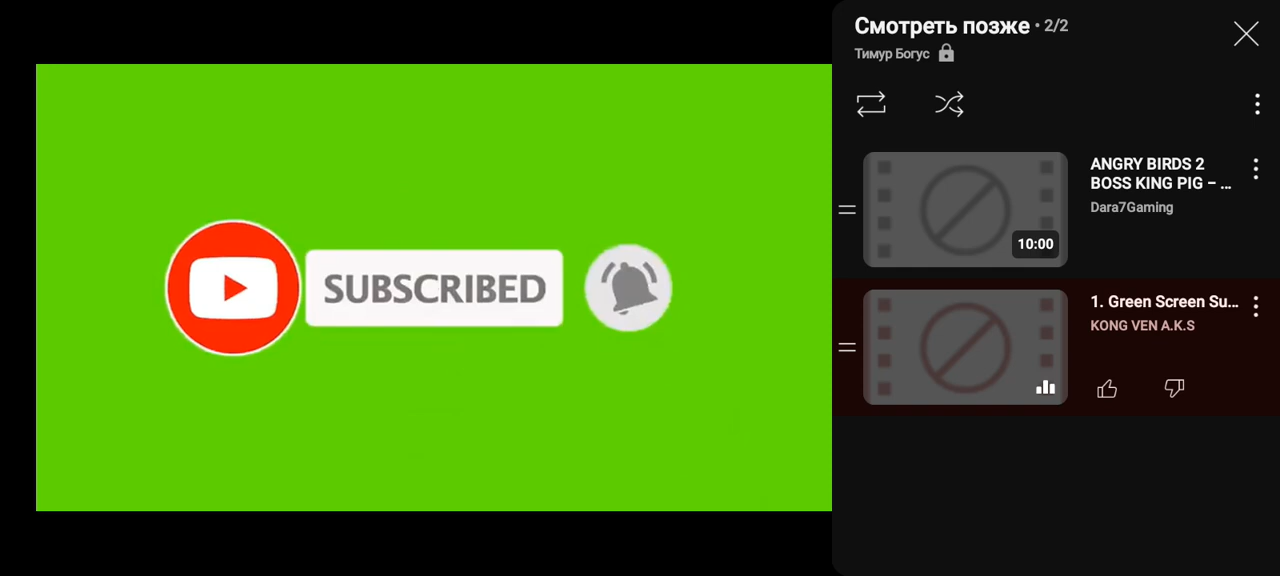 SUBSCRIBED
Смотреть позже • 2/2
Тимур Богус
ANGRY BIRDS 2
BOSS KING PIG – ...
Dara7Gaming
10:00
1. Green Screen Su...
KONG VEN A.K.S